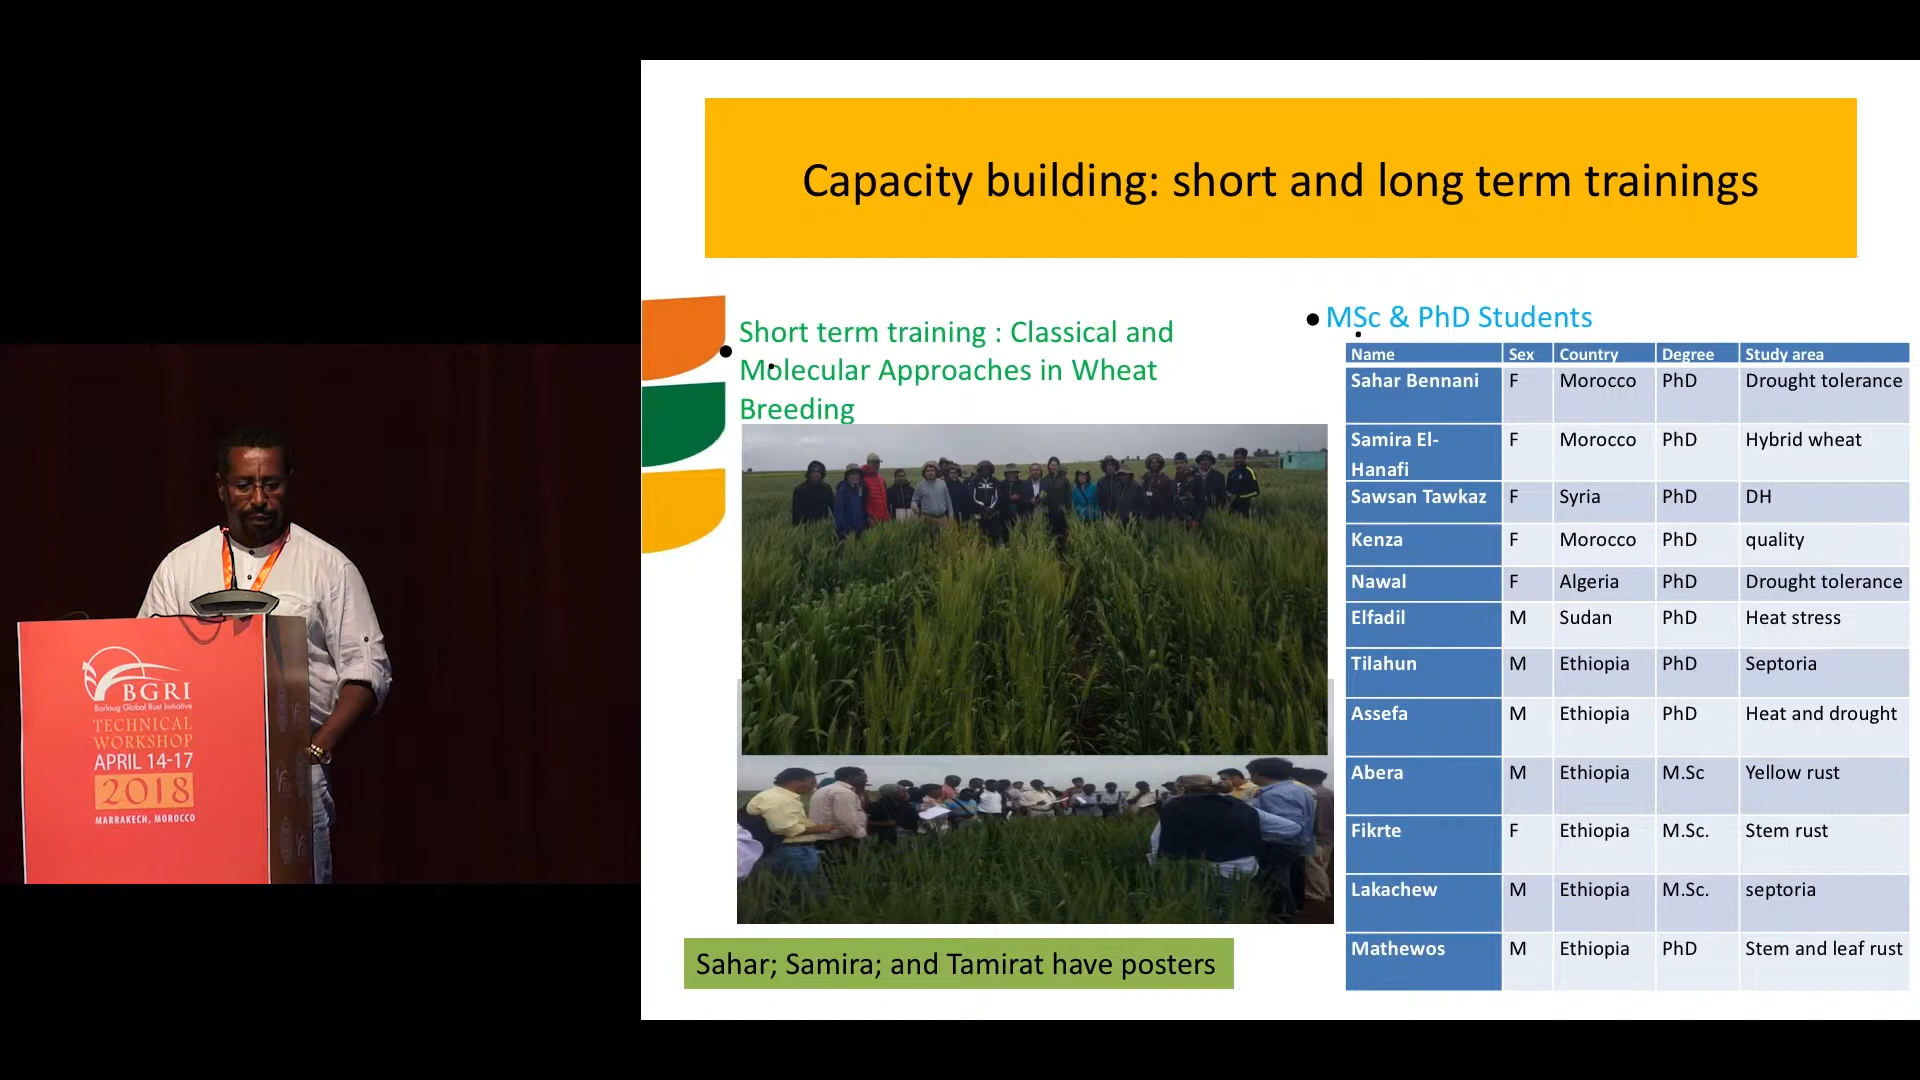 Capacity building: short and long term trainings
Short term training : Classical and
Molecular Approaches in Wheat
Breeding
MSc & PhD Students
Name Sex Country Degree Study area
Sahar Bennani F Morocco PhD Drought tolerance
Samira El-
Hanafi F Morocco PhD Hybrid wheat
Sawsan Tawkaz F Syria PhD DH
Kenza F Morocco PhD quality
Nawal F Algeria PhD Drought tolerance
Elfadil M Sudan PhD Heat stress
Tilahun M Ethiopia PhD Septoria
Assefa M Ethiopia PhD Heat and drought
Abera M Ethiopia M.Sc Yellow rust
Fikrte F Ethiopia M.Sc. Stem rust
Lakachew M Ethiopia M.Sc. septoria
Mathewos M Ethiopia PhD Stem and leaf rust
Sahar; Samira; and Tamirat have posters
BGRI
Borlaug Global Rust Initiative
TECHNICAL
WORKSHOP
APRIL 14-17
2018
MARRAKECH, MOROCCO